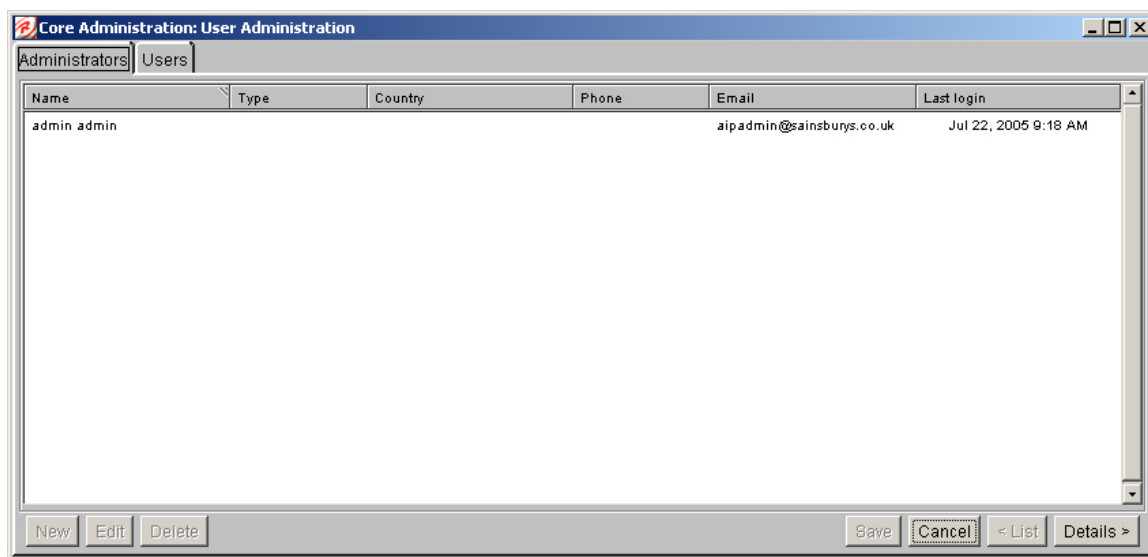 Core Administration: User Administration
Administrators Users
Name Type Country Phone Email Last login
admin admin aipadmin@sainsburys.co.uk Jul 22, 2005 9:18 AM
New Edit Delete Save Cancel < List Details >